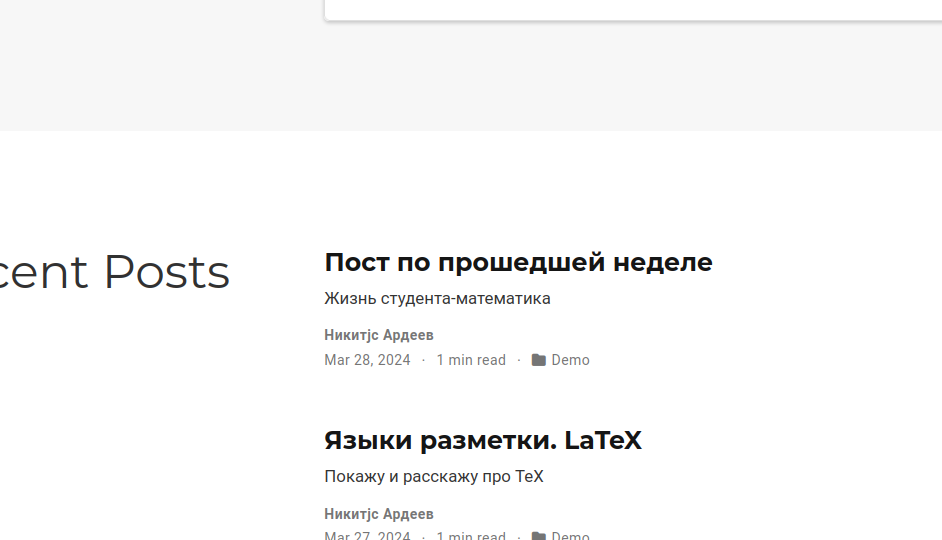 cent Posts
Пост по прошедшей неделе
Жизнь студента-математика
Никитјс Ардеев
Mar 28, 2024 · 1 min read · Demo
Языки разметки. LaTeX
Покажу и расскажу про TeX
Никитјс Ардеев
Mar 27, 2024 · 1 min read · Demo